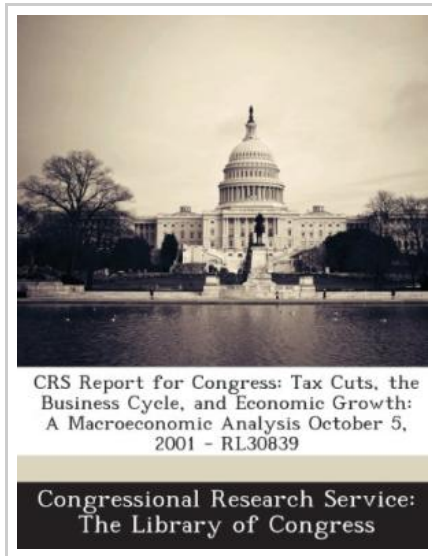 CRS Report for Congress: Tax Cuts, the
Business Cycle, and Economic Growth:
A Macroeconomic Analysis October 5,
2001 - RL30839
Congressional Research Service:
The Library of Congress